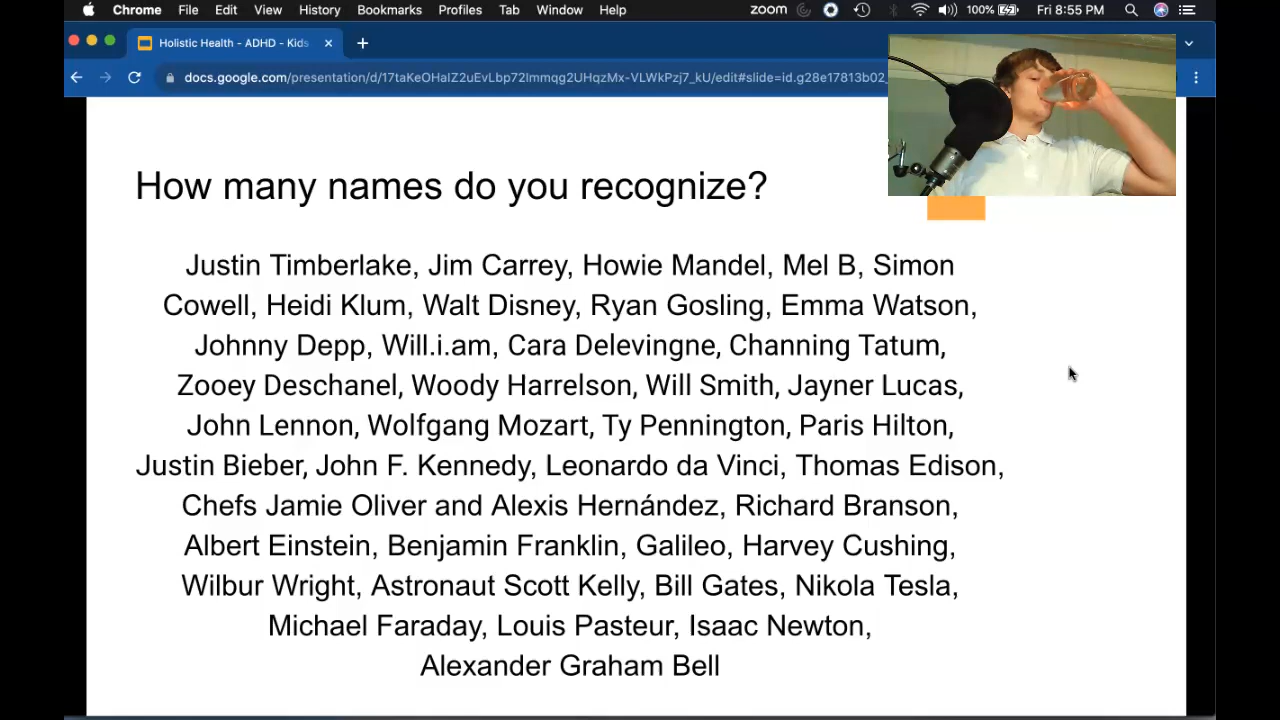 Chrome File Edit View History Bookmarks Profiles Tab Window Help zoom 100% Fri 8:55 PM
Holistic Health - ADHD - Kids
docs.google.com/presentation/d/17taKeOHaIZ2uEvLbp72lmmqg2UHqzMx-VLWkPzj7_kU/edit#slide=id.g28e17813b02_
How many names do you recognize?
Justin Timberlake, Jim Carrey, Howie Mandel, Mel B, Simon
Cowell, Heidi Klum, Walt Disney, Ryan Gosling, Emma Watson,
Johnny Depp, Will.i.am, Cara Delevingne, Channing Tatum,
Zooey Deschanel, Woody Harrelson, Will Smith, Jayner Lucas,
John Lennon, Wolfgang Mozart, Ty Pennington, Paris Hilton,
Justin Bieber, John F. Kennedy, Leonardo da Vinci, Thomas Edison,
Chefs Jamie Oliver and Alexis Hernández, Richard Branson,
Albert Einstein, Benjamin Franklin, Galileo, Harvey Cushing,
Wilbur Wright, Astronaut Scott Kelly, Bill Gates, Nikola Tesla,
Michael Faraday, Louis Pasteur, Isaac Newton,
Alexander Graham Bell